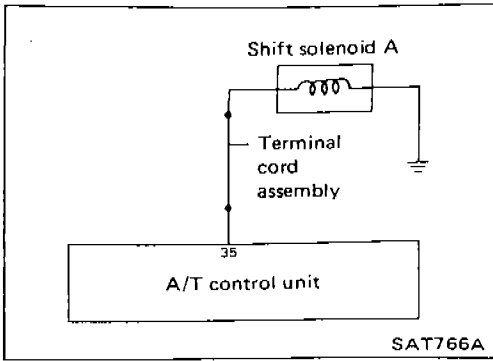 Shift solenoid A
Terminal
cord
assembly
35
A/T control unit
SAT766A